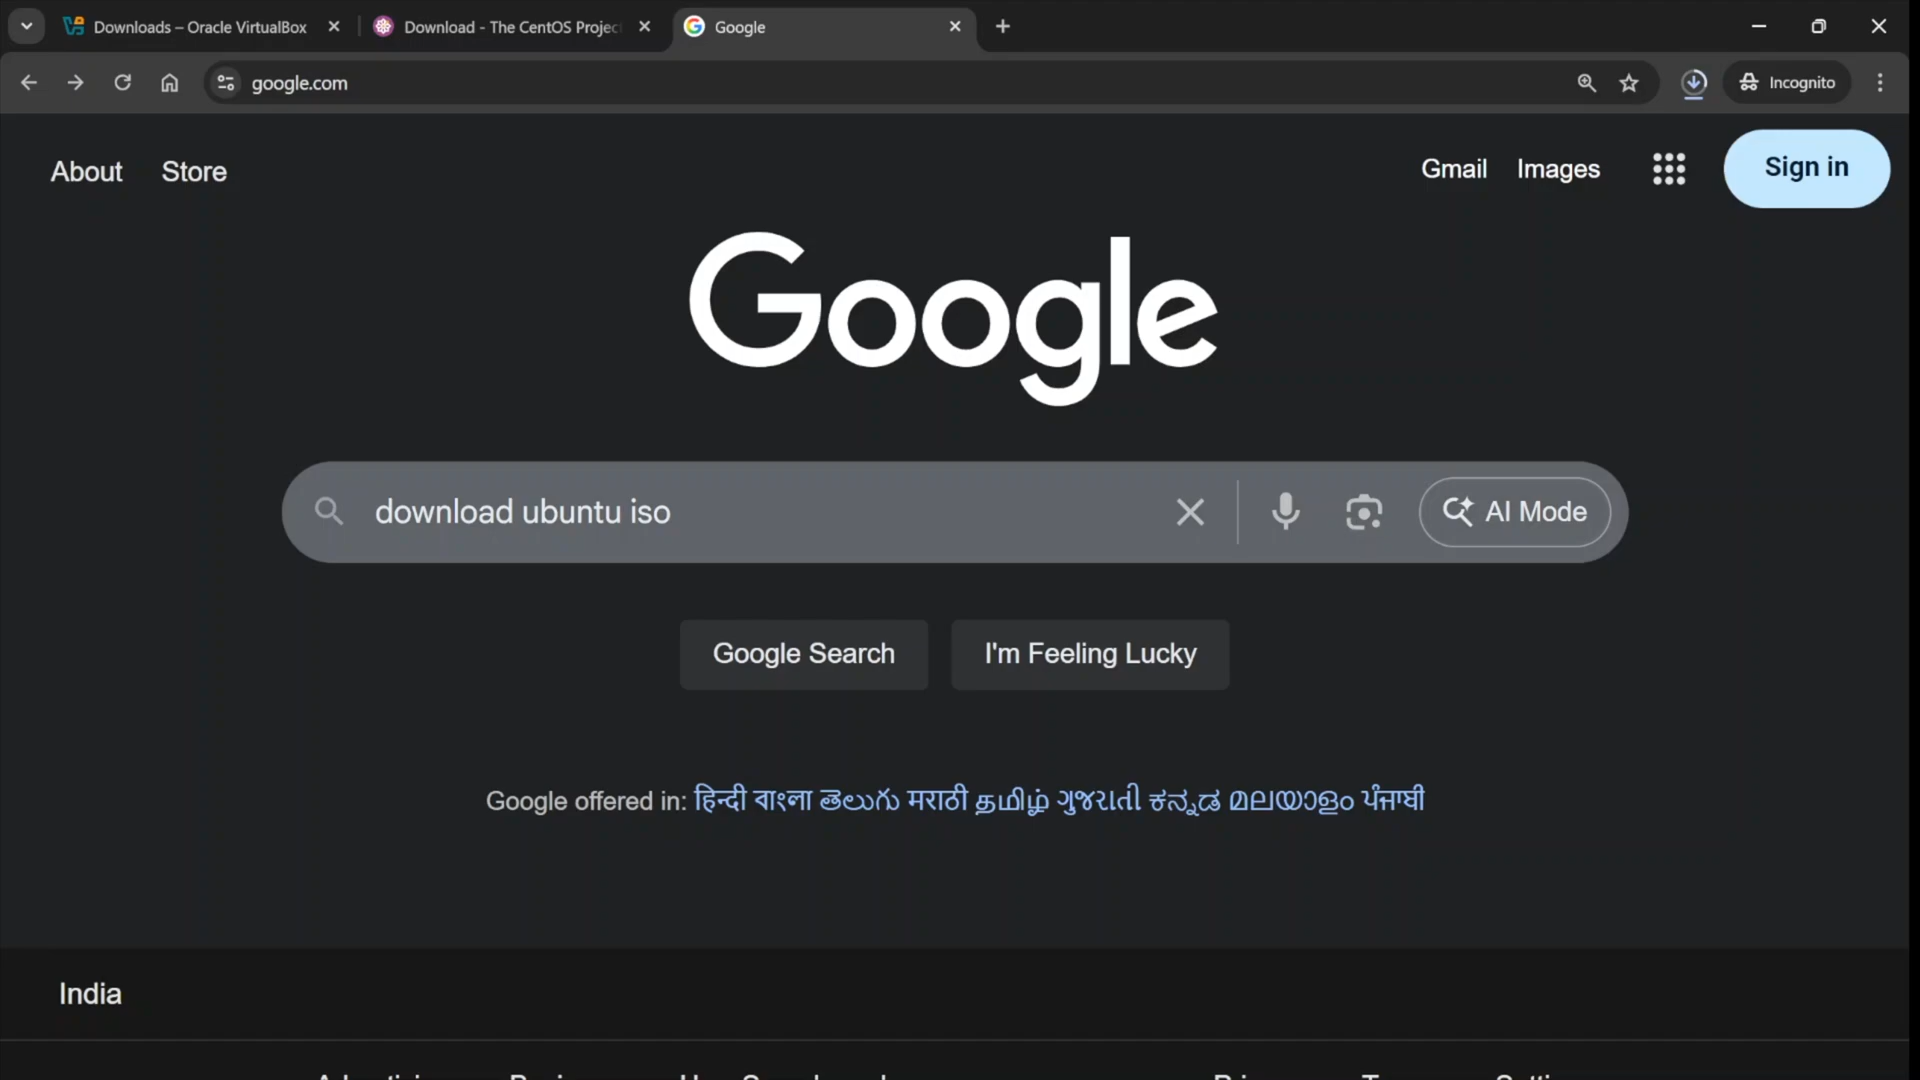 Downloads – Oracle VirtualBox
Download - The CentOS Projec
Google
google.com
Incognito
About Store
Gmail Images
Sign in
Google
download ubuntu iso
AI Mode
Google Search
I'm Feeling Lucky
Google offered in: हिन्दी বাংলা తెలుగు मराठी தமிழ் ગુજરાતી ಕನ್ನಡ മലയാളം ਪੰਜਾਬੀ
India